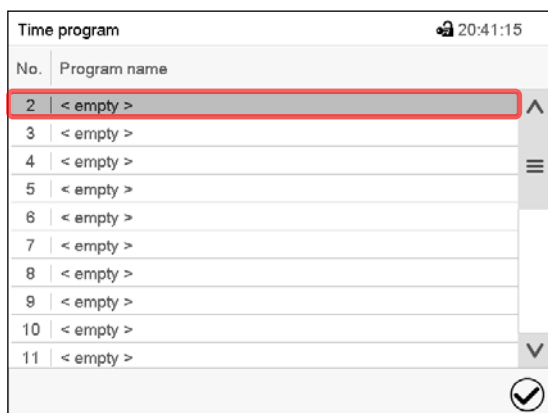 Time program 20:41:15
No. Program name
2 < empty >
3 < empty >
4 < empty >
5 < empty >
6 < empty >
7 < empty >
8 < empty >
9 < empty >
10 < empty >
11 < empty >